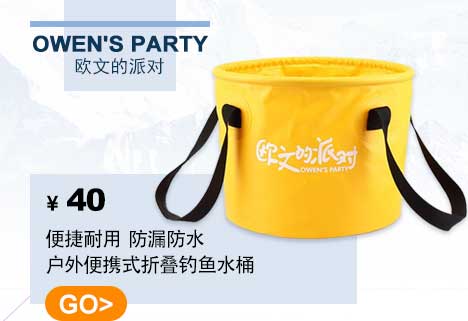 OWEN'S PARTY
欧文的派对
欧文的派对
OWEN'S PARTY
¥ 40
便捷耐用 防漏防水
户外便携式折叠钓鱼水桶
GO>